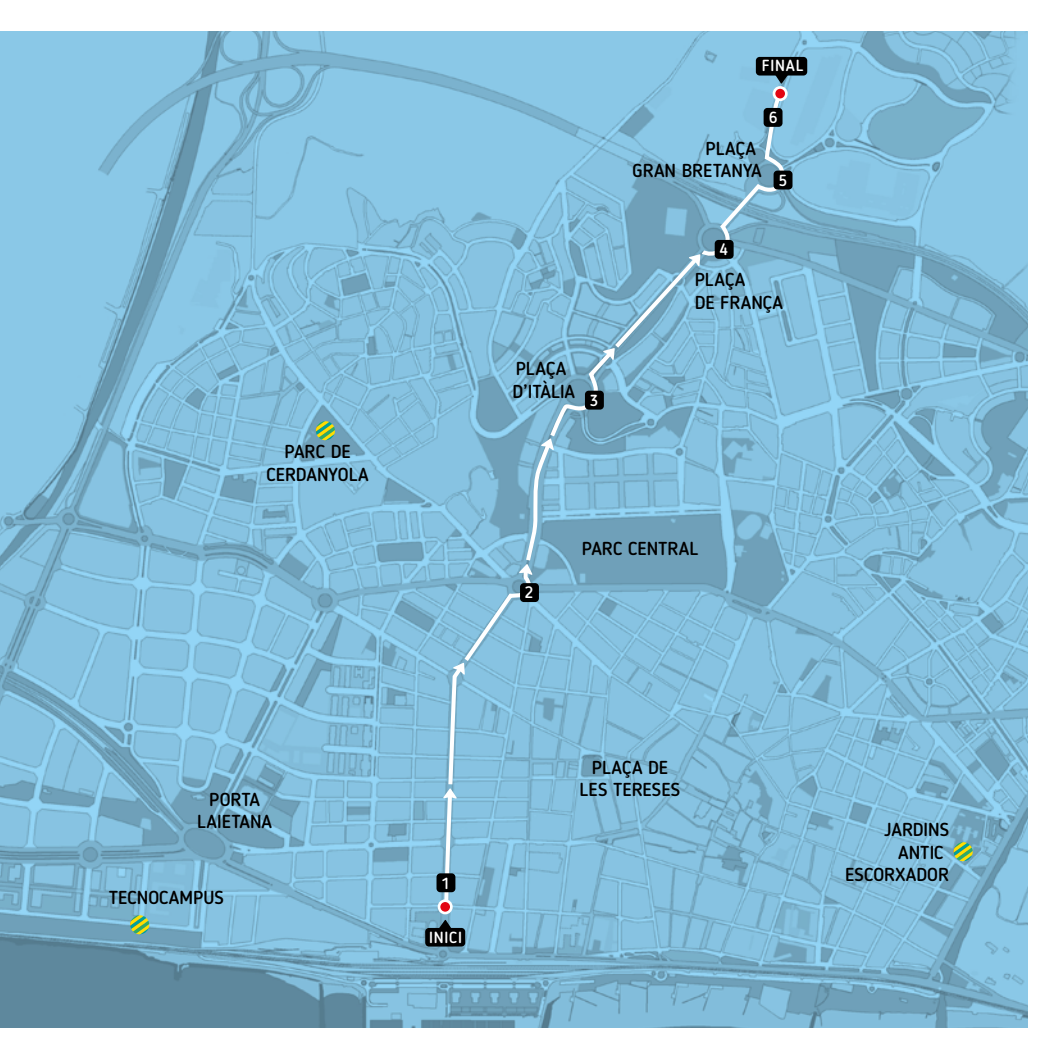 FINAL
6
PLAÇA
GRAN BRETANYA
5
4
PLAÇA
DE FRANÇA
PLAÇA
D'ITÀLIA
3
PARC DE
CERDANYOLA
PARC CENTRAL
2
PLAÇA DE
LES TERESES
PORTA
LAIETANA
JARDINS
ANTIC
ESCORXADOR
1
TECNOCAMPUS
INICI